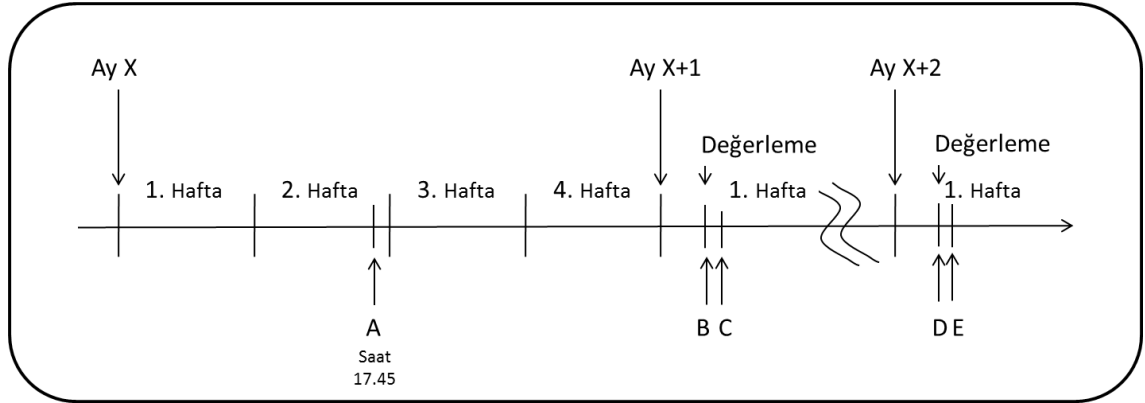 Ay X
Ay X+1
Ay X+2
Değerleme
Değerleme
1. Hafta
2. Hafta
3. Hafta
4. Hafta
1. Hafta
1. Hafta
A
B
C
D
E
Saat
17.45